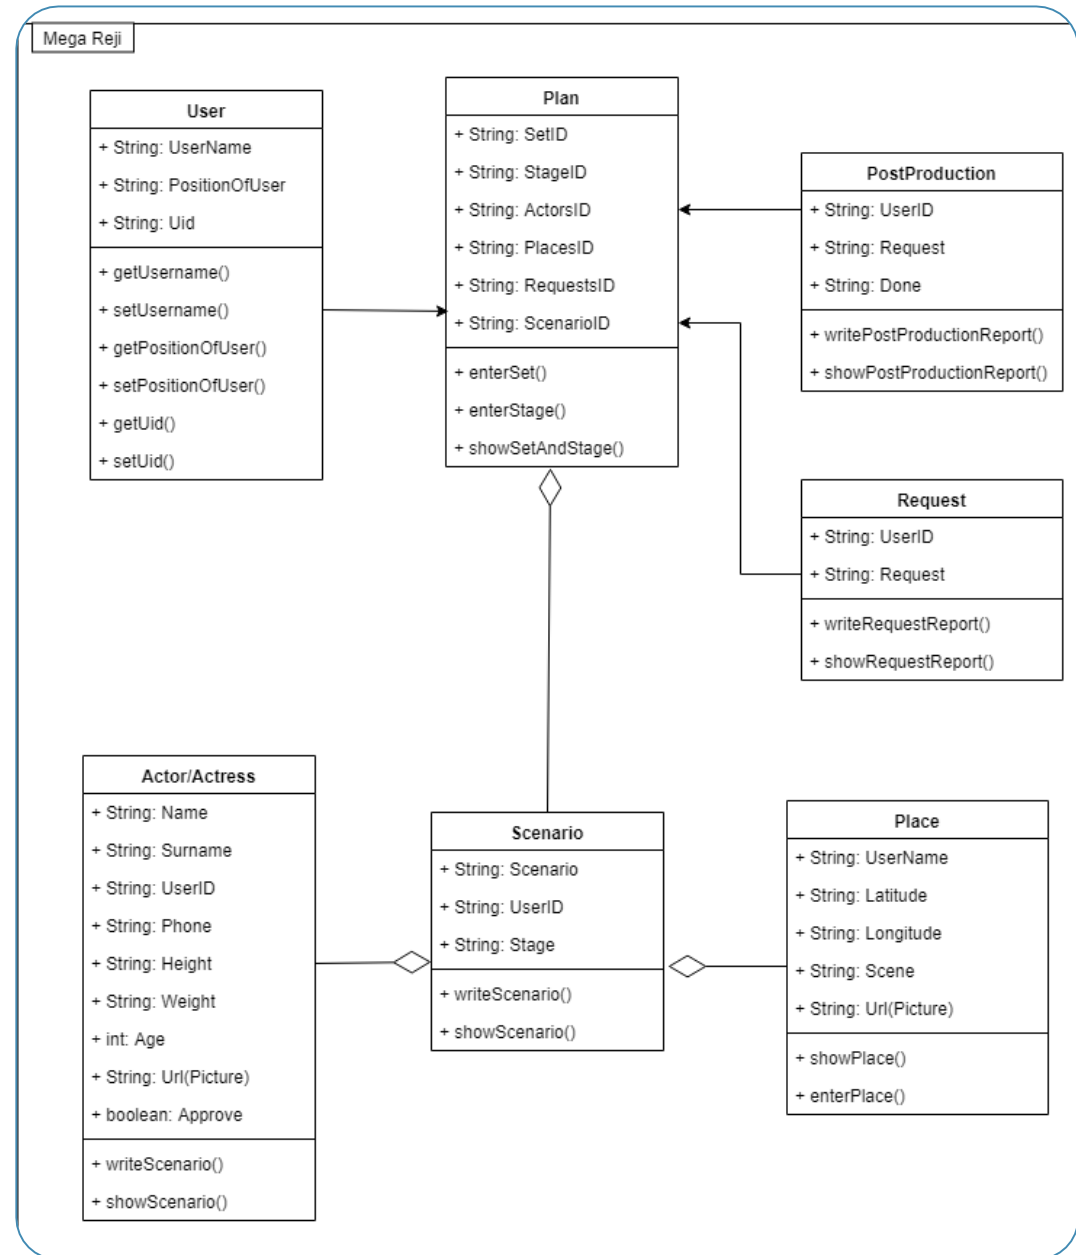 Mega Reji
User
+ String: UserName
+ String: PositionOfUser
+ String: Uid
+ getUsername()
+ setUsername()
+ getPositionOfUser()
+ setPositionOfUser()
+ getUid()
+ setUid()
Plan
+ String: SetID
+ String: StageID
+ String: ActorsID
+ String: PlacesID
+ String: RequestsID
+ String: ScenarioID
+ enterSet()
+ enterStage()
+ showSetAndStage()
PostProduction
+ String: UserID
+ String: Request
+ String: Done
+ writePostProductionReport()
+ showPostProductionReport()
Request
+ String: UserID
+ String: Request
+ writeRequestReport()
+ showRequestReport()
Actor/Actress
+ String: Name
+ String: Surname
+ String: UserID
+ String: Phone
+ String: Height
+ String: Weight
+ int: Age
+ String: Url(Picture)
+ boolean: Approve
+ writeScenario()
+ showScenario()
Scenario
+ String: Scenario
+ String: UserID
+ String: Stage
+ writeScenario()
+ showScenario()
Place
+ String: UserName
+ String: Latitude
+ String: Longitude
+ String: Scene
+ String: Url(Picture)
+ showPlace()
+ enterPlace()